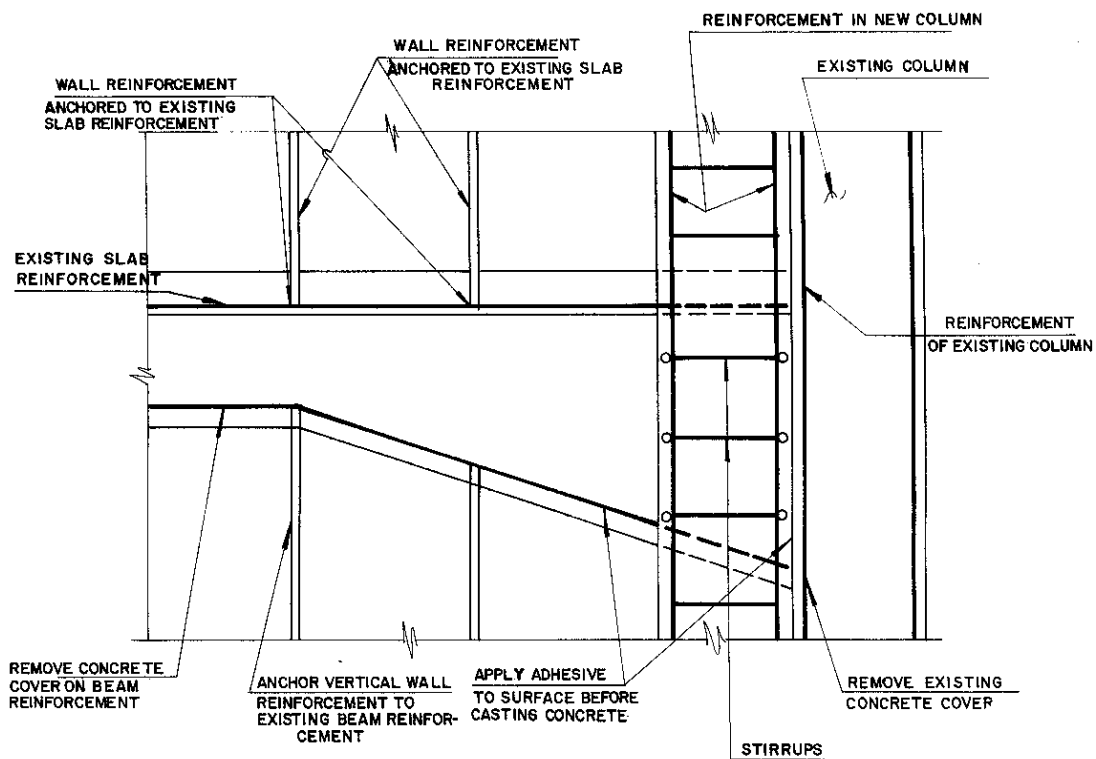 REINFORCEMENT IN NEW COLUMN
WALL REINFORCEMENT
ANCHORED TO EXISTING SLAB
REINFORCEMENT
EXISTING COLUMN
WALL REINFORCEMENT
ANCHORED TO EXISTING
SLAB REINFORCEMENT
EXISTING SLAB
REINFORCEMENT
REINFORCEMENT
OF EXISTING COLUMN
REMOVE CONCRETE
COVER ON BEAM
REINFORCEMENT
ANCHOR VERTICAL WALL
REINFORCEMENT TO
EXISTING BEAM REINFOR-
CEMENT
APPLY ADHESIVE
TO SURFACE BEFORE
CASTING CONCRETE
REMOVE EXISTING
CONCRETE COVER
STIRRUPS